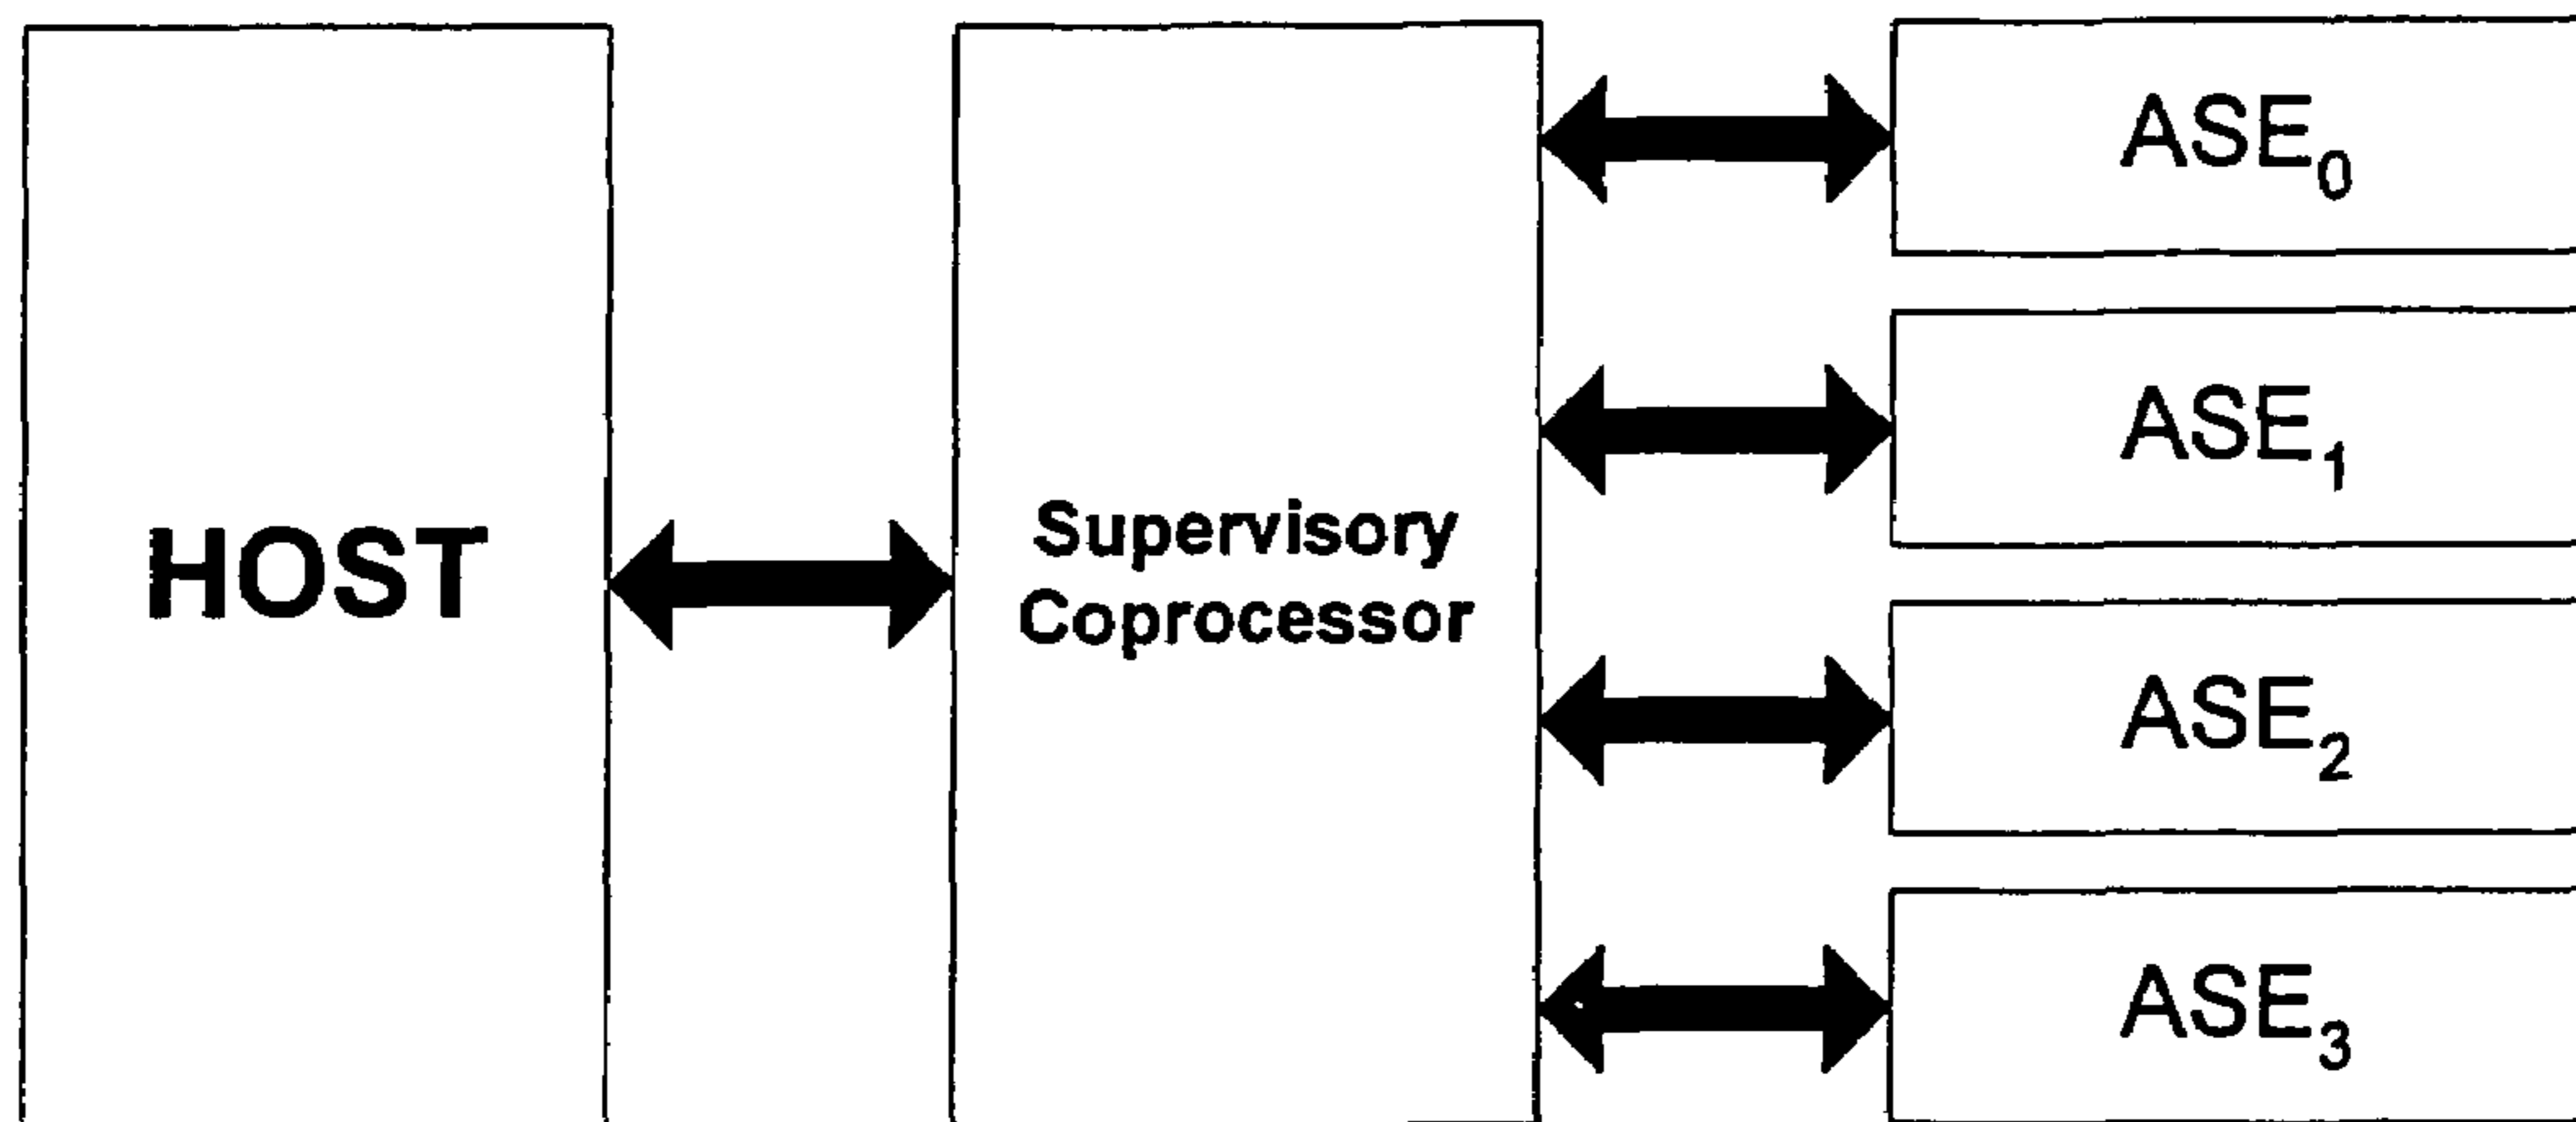 HOST
Supervisory
Coprocessor
ASE₀
ASE₁
ASE₂
ASE₃